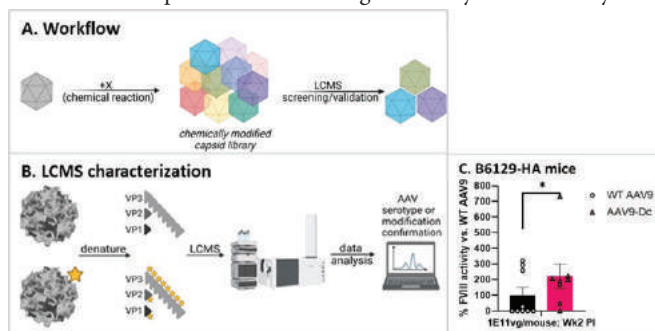 A. Workflow
+X
(chemical reaction)
LCMS
screening/validation
chemically modified
capsid library
B. LCMS characterization
VP3
VP2
VP1
denature
LCMS
data
analysis
AAV
serotype or
modification
confirmation
VP3
VP2
VP1
C. B6129-HA mice
% FVIII activity vs. WT AAV9
800
700
600
500
400
300
200
100
0
*
WT AAV9
AAV9-Dc
1E11vg/mouse; Wk2 PI